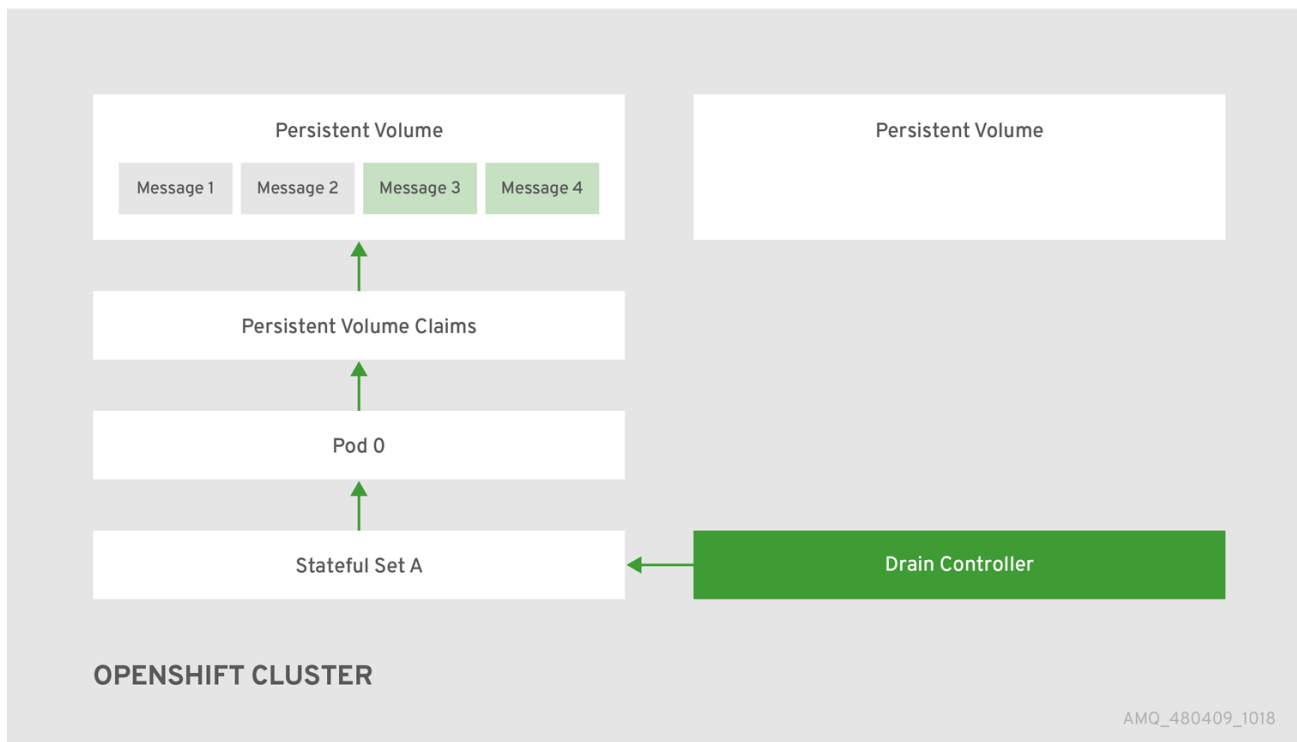 Persistent Volume
Message 1
Message 2
Message 3
Message 4
Persistent Volume
Persistent Volume Claims
Pod 0
Stateful Set A
Drain Controller
OPENSHIFT CLUSTER
AMQ_480409_1018